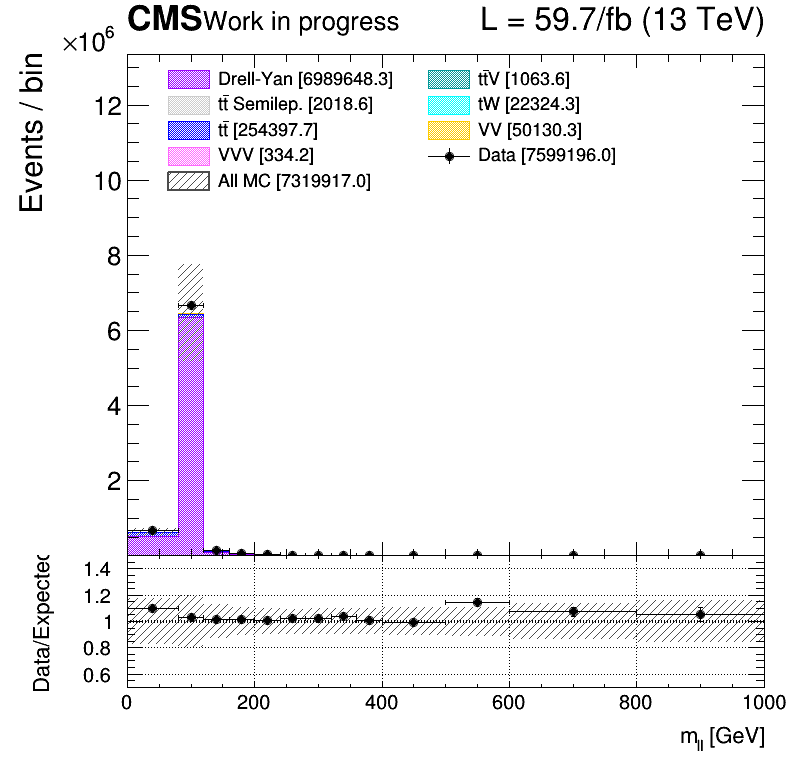 CMS Work in progress L = 59.7/fb (13 TeV)
×10⁶
Events / bin
Drell-Yan [6989648.3]
tt̄ Semilep. [2018.6]
tt̄ [254397.7]
VVV [334.2]
All MC [7319917.0]
tt̄V [1063.6]
tW [22324.3]
VV [50130.3]
Data [7599196.0]
12
10
8
6
4
2
Data/Expected
1.4
1.2
1
0.8
0.6
0 200 400 600 800 1000
m_ll [GeV]